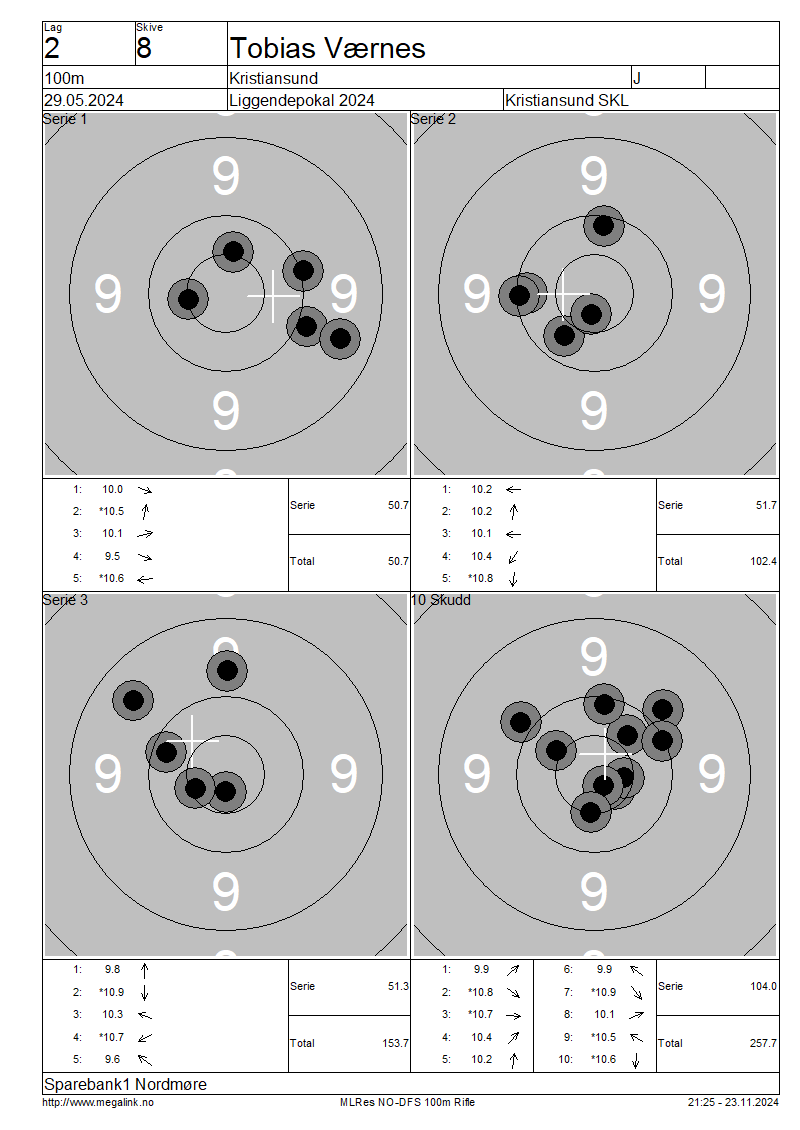 Lag
Skive
2
8
Tobias Værnes
100m
Kristiansund
J
29.05.2024
Liggendepokal 2024
Kristiansund SKL
Serie 1
9
9
9
9
9
Serie 2
9
9
9
9
9
1: 10.0
2: *10.5
3: 10.1
4: 9.5
5: *10.6
Serie 50.7
Total 50.7
1: 10.2
2: 10.2
3: 10.1
4: 10.4
5: *10.8
Serie 51.7
Total 102.4
Serie 3
9
9
9
9
9
10 Skudd
9
9
9
9
9
1: 9.8
2: *10.9
3: 10.3
4: *10.7
5: 9.6
Serie 51.3
Total 153.7
1: 9.9
2: *10.8
3: *10.7
4: 10.4
5: 10.2
6: 9.9
7: *10.9
8: 10.1
9: *10.5
10: *10.6
Serie 104.0
Total 257.7
Sparebank1 Nordmøre
http://www.megalink.no
MLRes NO-DFS 100m Rifle
21:25 - 23.11.2024